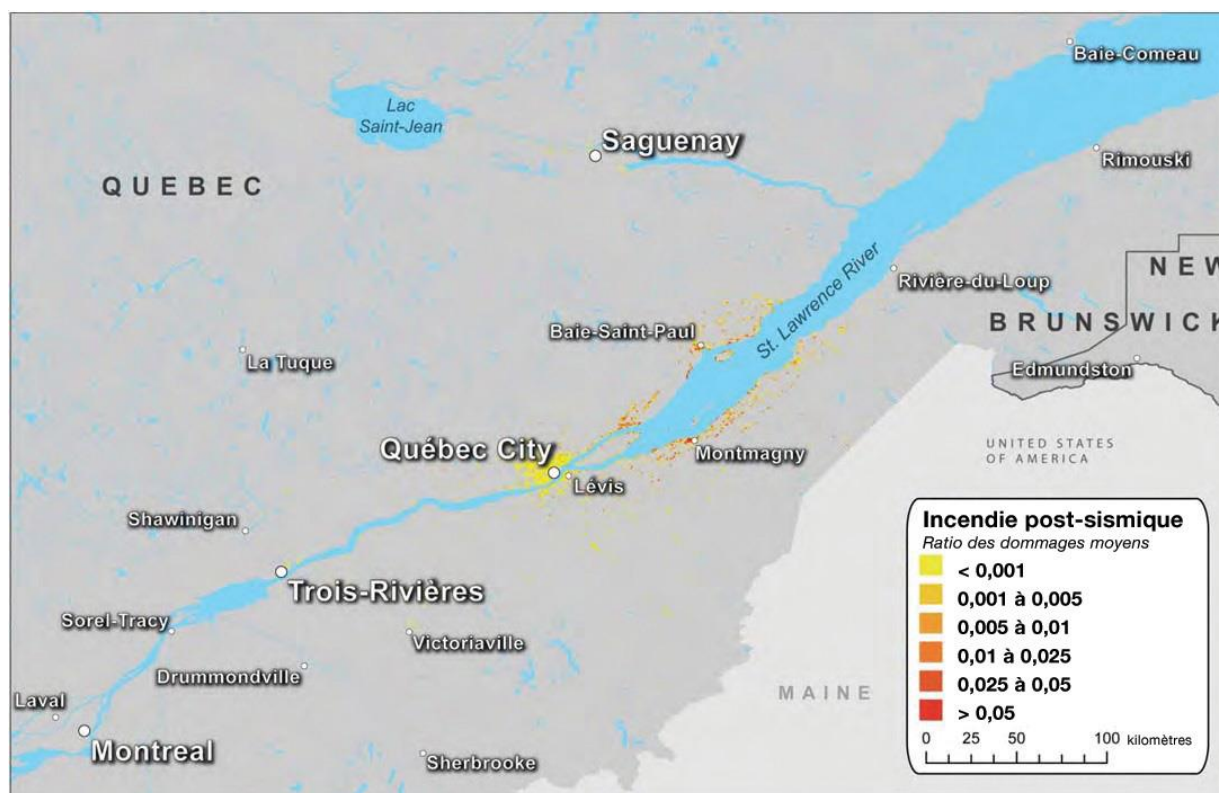 Baie-Comeau
Lac
Saint-Jean
Saguenay
Rimouski
QUEBEC
St. Lawrence River
Rivière-du-Loup
NEW
BRUNSWICK
Baie-Saint-Paul
La Tuque
Edmundston
Québec City
Montmagny
UNITED STATES
OF AMERICA
Lévis
Shawinigan
Trois-Rivières
Sorel-Tracy
Victoriaville
Drummondville
Laval
MAINE
Montreal
Sherbrooke
Incendie post-sismique
Ratio des dommages moyens
< 0,001
0,001 à 0,005
0,005 à 0,01
0,01 à 0,025
0,025 à 0,05
> 0,05
0 25 50 100 kilomètres